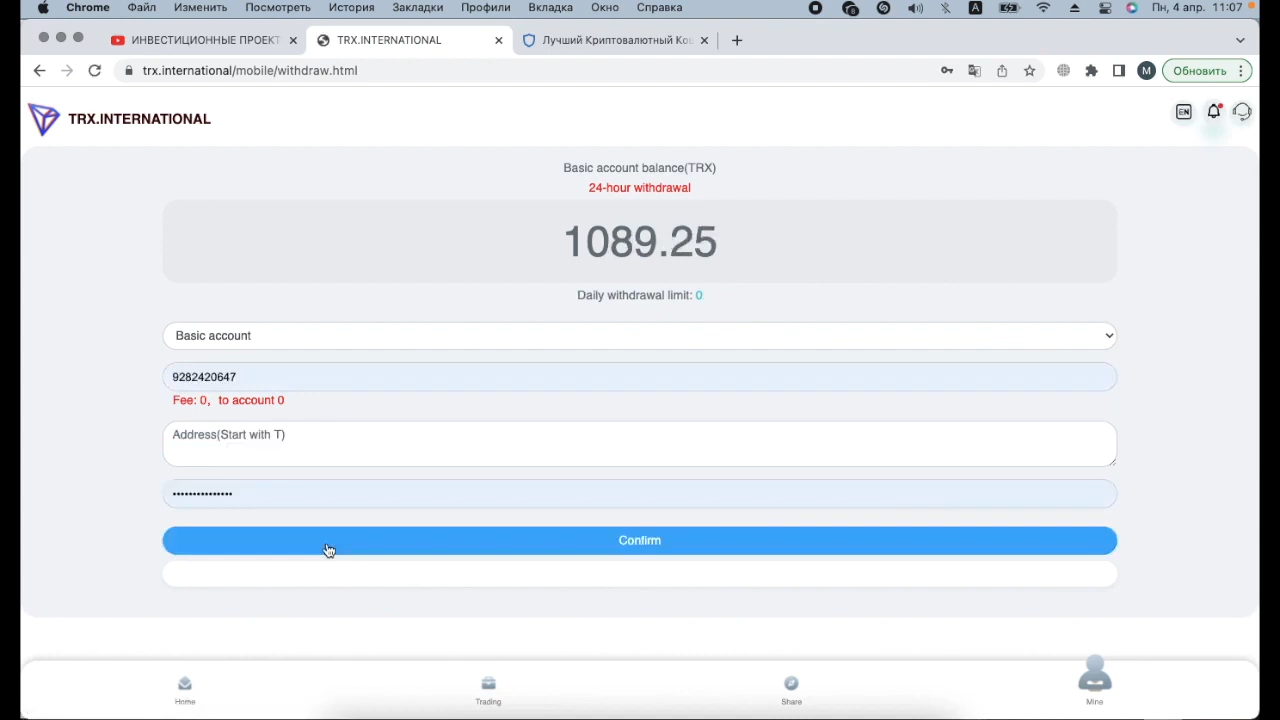 Chrome Файл Изменить Посмотреть История Закладки Профили Вкладка Окно Справка A Пн, 4 апр. 11:07
ИНВЕСТИЦИОННЫЕ ПРОЕКТ TRX.INTERNATIONAL Лучший Криптовалютный Ко
trx.international/mobile/withdraw.html M Обновить
TRX.INTERNATIONAL EN
Basic account balance(TRX)
24-hour withdrawal
1089.25
Daily withdrawal limit: 0
Basic account
9282420647
Fee: 0, to account 0
Address(Start with T)
•••••••••••••••
Confirm
Home Trading Share Mine